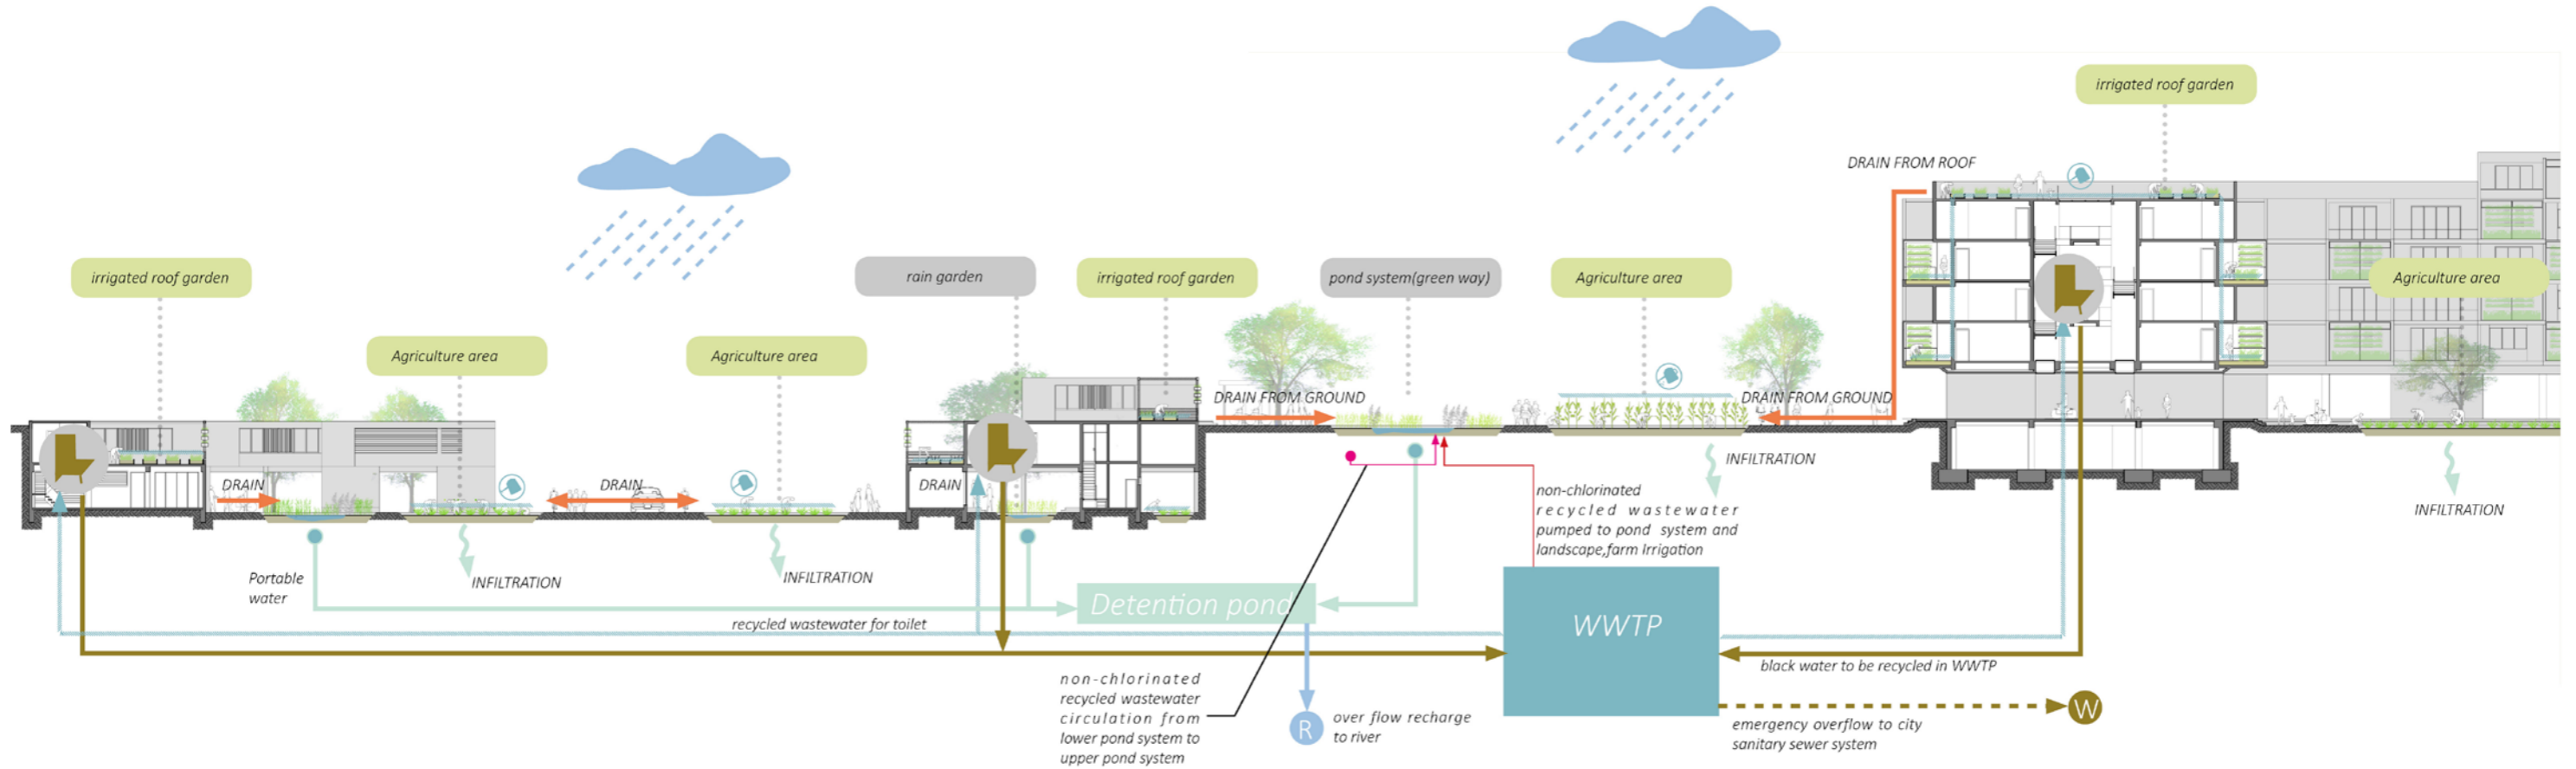 irrigated roof garden
DRAIN FROM ROOF
irrigated roof garden
rain garden
irrigated roof garden
pond system(green way)
Agriculture area
Agriculture area
Agriculture area
Agriculture area
DRAIN FROM GROUND
DRAIN FROM GROUND
DRAIN
DRAIN
DRAIN
INFILTRATION
non-chlorinated
recycled wastewater
pumped to pond system and
landscape,farm Irrigation
INFILTRATION
Portable
water
INFILTRATION
INFILTRATION
Detention pond
recycled wastewater for toilet
WWTP
black water to be recycled in WWTP
non-chlorinated
recycled wastewater
circulation from
lower pond system to
upper pond system
R
over flow recharge
to river
W
emergency overflow to city
sanitary sewer system